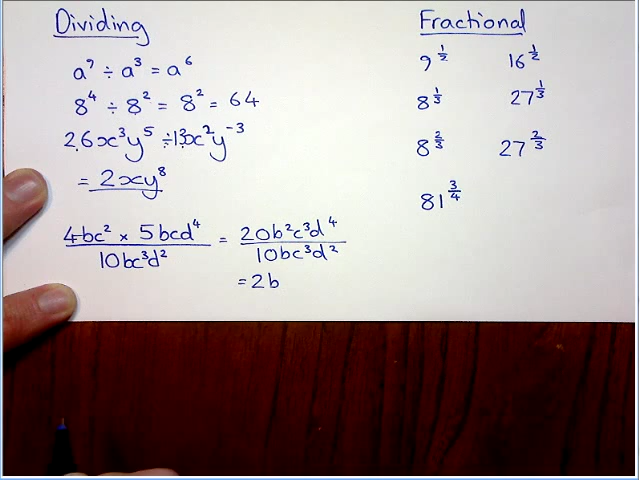 Dividing
a⁹ ÷ a³ = a⁶
8⁴ ÷ 8² = 8² = 64
26x³y⁵ ÷ 13x²y⁻³
= 2xy⁸
4bc² × 5bcd⁴ / 10bc³d² = 20b²c³d⁴ / 10bc³d²
= 2b
Fractional
9^½ 16^½
8^⅓ 27^⅓
8^⅔ 27^⅔
81^¾